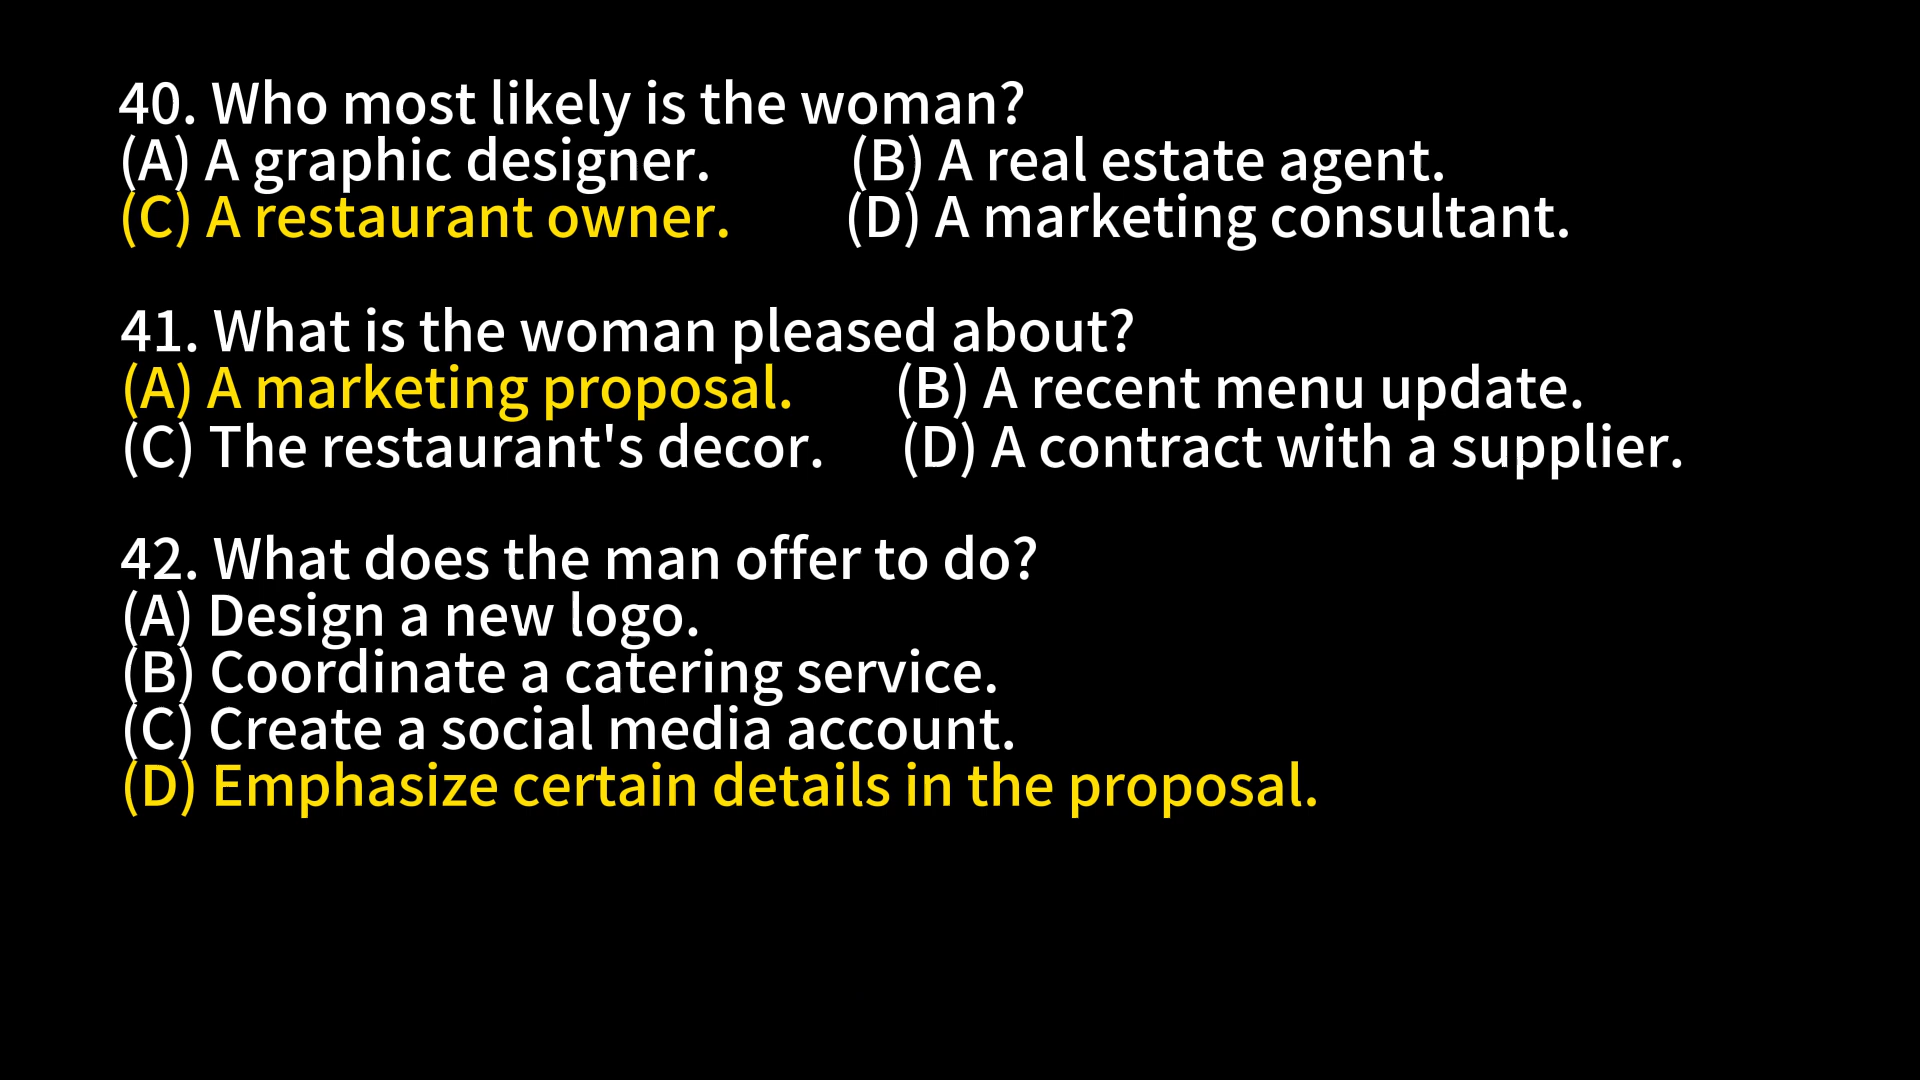 40. Who most likely is the woman?
(A) A graphic designer. (B) A real estate agent.
(C) A restaurant owner. (D) A marketing consultant.
41. What is the woman pleased about?
(A) A marketing proposal. (B) A recent menu update.
(C) The restaurant's decor. (D) A contract with a supplier.
42. What does the man offer to do?
(A) Design a new logo.
(B) Coordinate a catering service.
(C) Create a social media account.
(D) Emphasize certain details in the proposal.